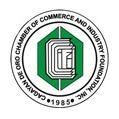 CAGAYAN DE ORO CHAMBER OF COMMERCE AND INDUSTRY FOUNDATION, INC.
•1985•